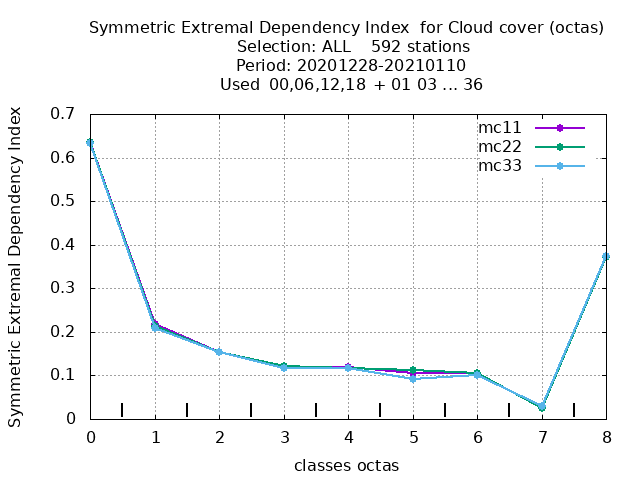 Symmetric Extremal Dependency Index  for Cloud cover (octas)
Selection: ALL    592 stations
Period: 20201228-20210110
Used  00,06,12,18  + 01 03 ... 36
Symmetric Extremal Dependency Index
0.7
0.6
0.5
0.4
0.3
0.2
0.1
0
mc11
mc22
mc33
0 1 2 3 4 5 6 7 8
classes octas